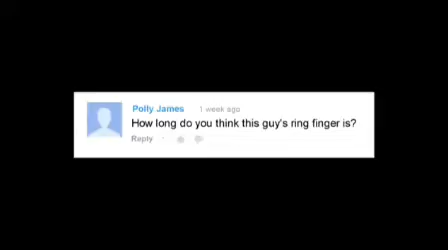 Polly James 1 week ago
How long do you think this guy's ring finger is?
Reply